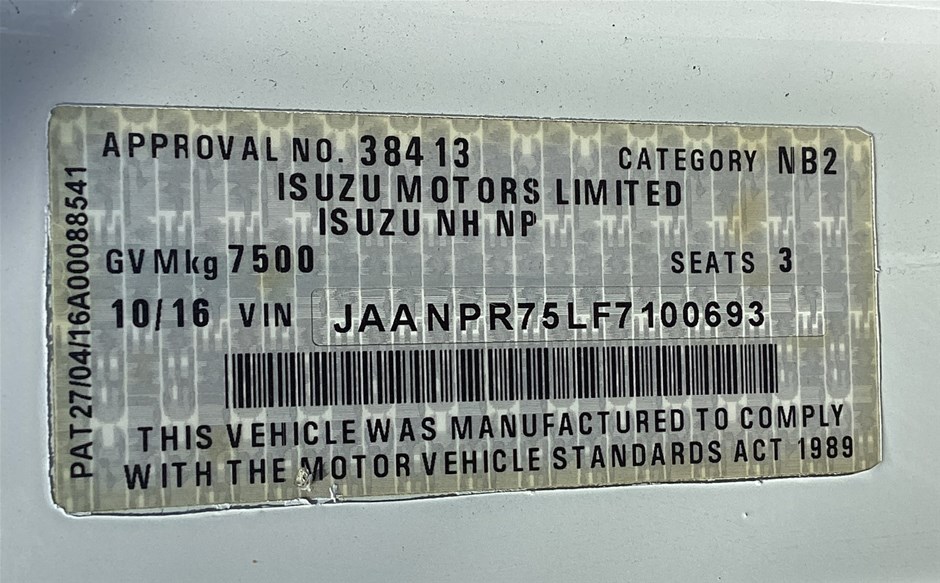 APPROVAL NO. 38413 CATEGORY NB2
ISUZU MOTORS LIMITED
ISUZU NH NP
GVMkg 7500 SEATS 3
10/16 VIN JAANPR75LF7100693
THIS VEHICLE WAS MANUFACTURED TO COMPLY
WITH THE MOTOR VEHICLE STANDARDS ACT 1989
PAT27/04/16A00088541